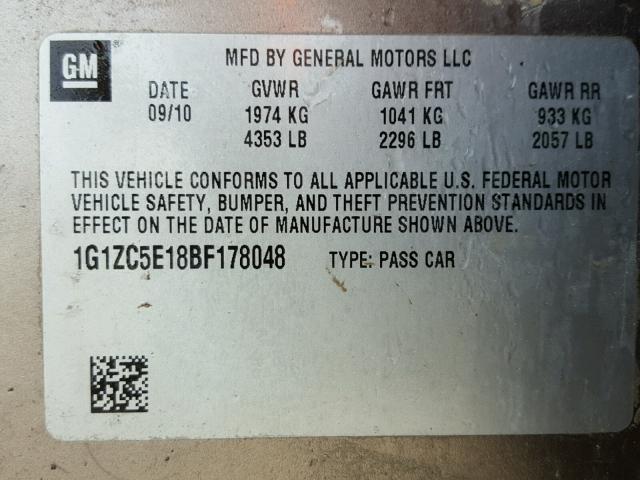 GM
MFD BY GENERAL MOTORS LLC
DATE GVWR GAWR FRT GAWR RR
09/10 1974 KG 1041 KG 933 KG
4353 LB 2296 LB 2057 LB
THIS VEHICLE CONFORMS TO ALL APPLICABLE U.S. FEDERAL MOTOR
VEHICLE SAFETY, BUMPER, AND THEFT PREVENTION STANDARDS IN
EFFECT ON THE DATE OF MANUFACTURE SHOWN ABOVE.
1G1ZC5E18BF178048 TYPE: PASS CAR